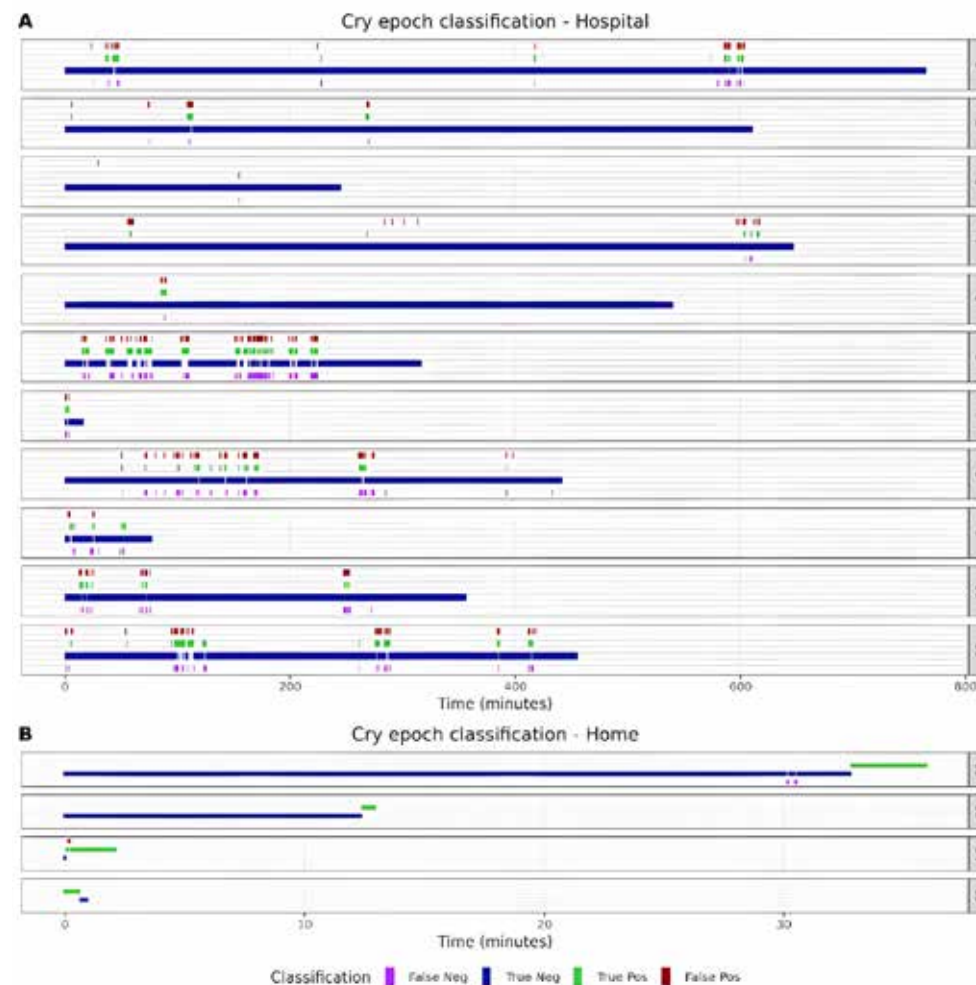 A
Cry epoch classification - Hospital
0 200 400 600 800
Time (minutes)
B
Cry epoch classification - Home
0 10 20 30
Time (minutes)
Classification False Neg True Neg True Pos False Pos